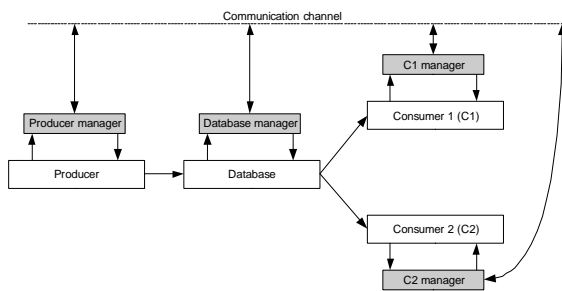 Communication channel
C1 manager
Producer manager
Database manager
Consumer 1 (C1)
Producer
Database
Consumer 2 (C2)
C2 manager